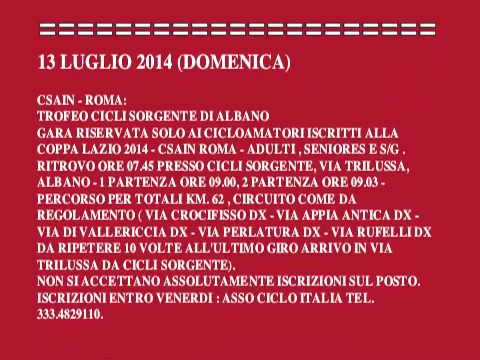 13 LUGLIO 2014 (DOMENICA)
CSAIN - ROMA:
TROFEO CICLI SORGENTE DI ALBANO
GARA RISERVATA SOLO AI CICLOAMATORI ISCRITTI ALLA
COPPA LAZIO 2014 - CSAIN ROMA - ADULTI , SENIORES E S/G .
RITROVO ORE 07.45 PRESSO CICLI SORGENTE, VIA TRILUSSA,
ALBANO - 1 PARTENZA ORE 09.00, 2 PARTENZA ORE 09.03 -
PERCORSO PER TOTALI KM. 62 , CIRCUITO COME DA
REGOLAMENTO ( VIA CROCIFISSO DX - VIA APPIA ANTICA DX -
VIA DI VALLERICCIA DX - VIA PERLATURA DX - VIA RUFELLI DX
DA RIPETERE 10 VOLTE ALL'ULTIMO GIRO ARRIVO IN VIA
TRILUSSA DA CICLI SORGENTE).
NON SI ACCETTANO ASSOLUTAMENTE ISCRIZIONI SUL POSTO.
ISCRIZIONI ENTRO VENERDI : ASSO CICLO ITALIA TEL.
333.4829110.